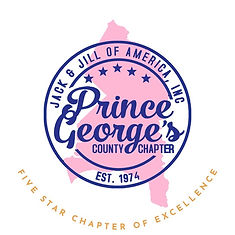 JACK & JILL OF AMERICA, INC
Prince
George's
COUNTY CHAPTER
EST. 1974
FIVE STAR CHAPTER OF EXCELLENCE